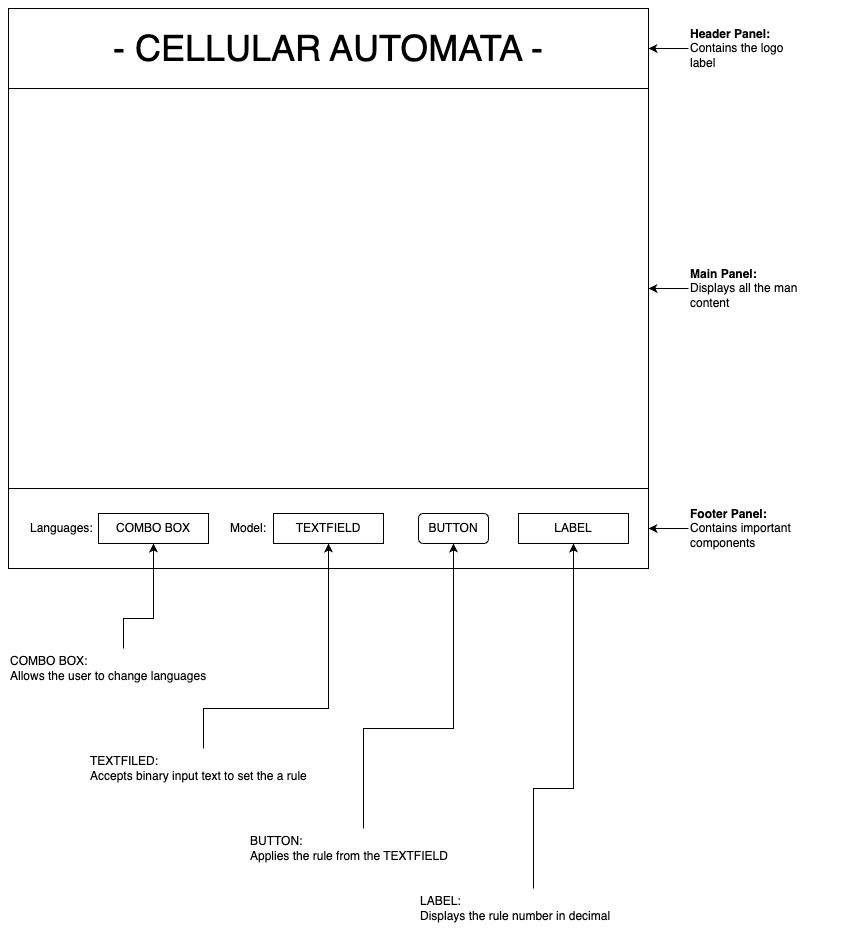 - CELLULAR AUTOMATA -
Header Panel:
Contains the logo
label
Main Panel:
Displays all the man
content
Languages:
COMBO BOX
Model:
TEXTFIELD
BUTTON
LABEL
Footer Panel:
Contains important
components
COMBO BOX:
Allows the user to change languages
TEXTFILED:
Accepts binary input text to set the a rule
BUTTON:
Applies the rule from the TEXTFIELD
LABEL:
Displays the rule number in decimal